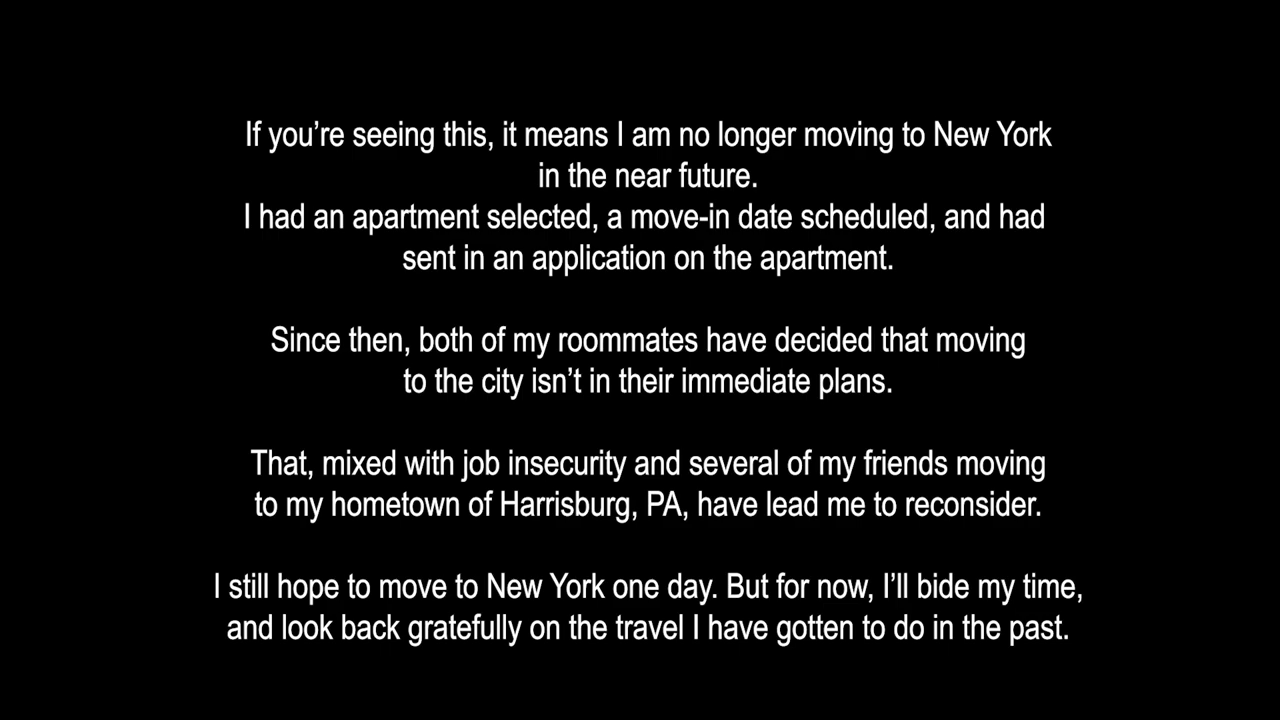 If you’re seeing this, it means I am no longer moving to New York
in the near future.
I had an apartment selected, a move-in date scheduled, and had
sent in an application on the apartment.
Since then, both of my roommates have decided that moving
to the city isn’t in their immediate plans.
That, mixed with job insecurity and several of my friends moving
to my hometown of Harrisburg, PA, have lead me to reconsider.
I still hope to move to New York one day. But for now, I’ll bide my time,
and look back gratefully on the travel I have gotten to do in the past.